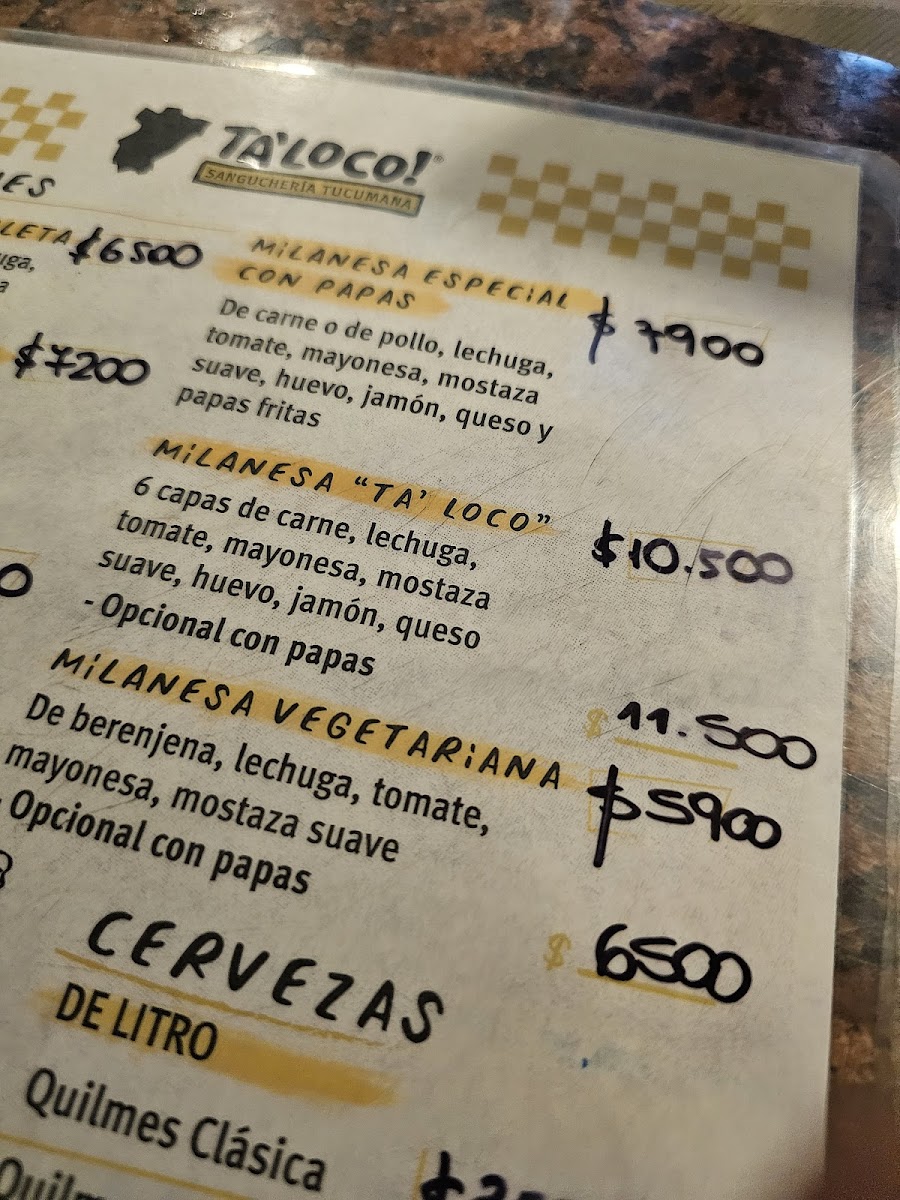 TA'LOCO!
SANGUCHERÍA TUCUMANA
$6500
$7200
MILANESA ESPECIAL
CON PAPAS
$7900
De carne o de pollo, lechuga,
tomate, mayonesa, mostaza
suave, huevo, jamón, queso y
papas fritas
MILANESA "TA' LOCO"
$10.500
6 capas de carne, lechuga,
tomate, mayonesa, mostaza
suave, huevo, jamón, queso
- Opcional con papas
$11.500
MILANESA VEGETARIANA
$5900
De berenjena, lechuga, tomate,
mayonesa, mostaza suave
- Opcional con papas
$6500
CERVEZAS
DE LITRO
Quilmes Clásica